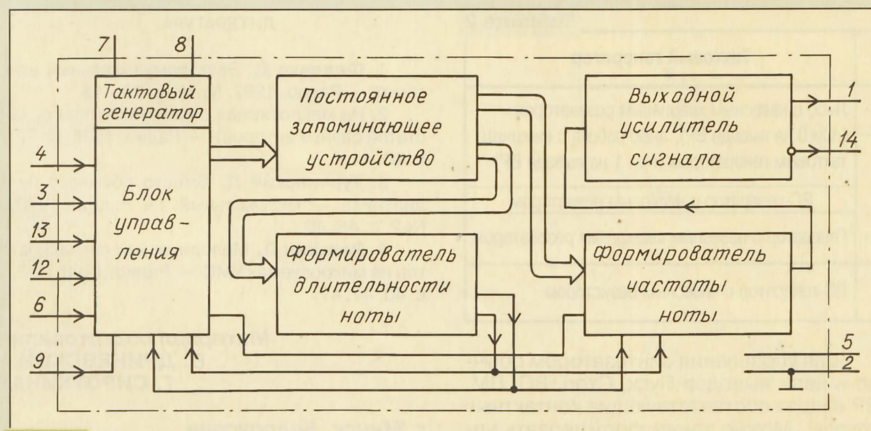 7 8
Тактовый
генератор
Блок
управ-
ления
4
3
13
12
6
9
Постоянное
запоминающее
устройство
Выходной
усилитель
сигнала
1
14
Формирователь
длительности
ноты
Формирователь
частоты
ноты
5
2